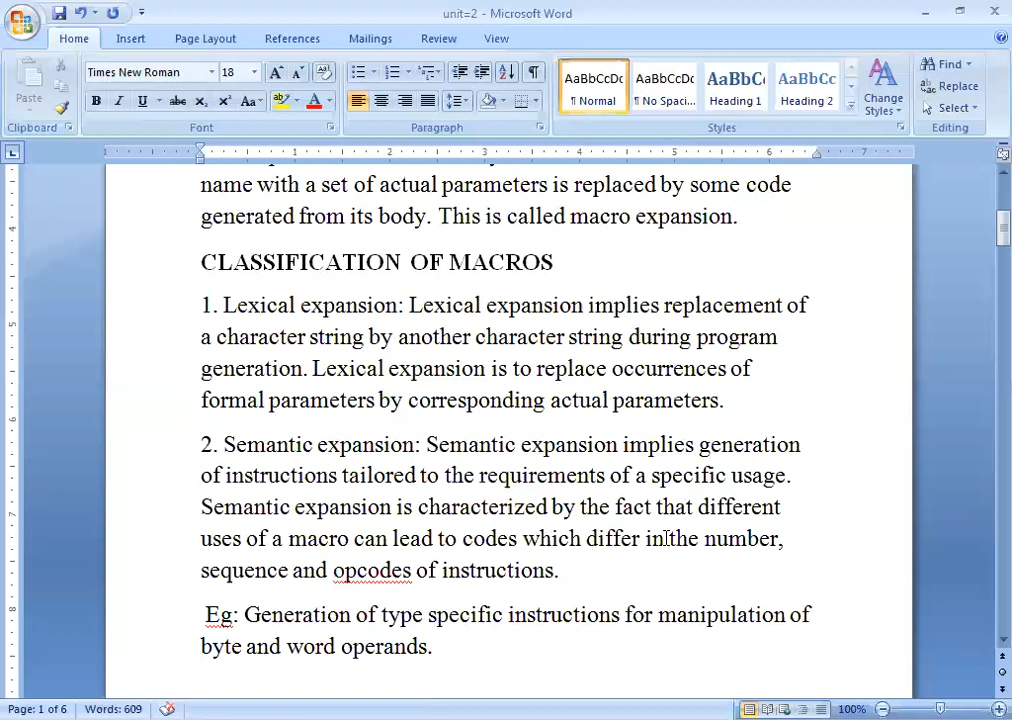 unit=2 - Microsoft Word
Home Insert Page Layout References Mailings Review View
Times New Roman 18 AaBbCcDc AaBbCcDc AaBbC AaBbCc Find
Paste B I U abc x₂ x² Aa ¶ Normal ¶ No Spaci... Heading 1 Heading 2 Change Styles Replace
Select
Clipboard Font Paragraph Styles Editing
name with a set of actual parameters is replaced by some code
generated from its body. This is called macro expansion.
CLASSIFICATION OF MACROS
1. Lexical expansion: Lexical expansion implies replacement of
a character string by another character string during program
generation. Lexical expansion is to replace occurrences of
formal parameters by corresponding actual parameters.
2. Semantic expansion: Semantic expansion implies generation
of instructions tailored to the requirements of a specific usage.
Semantic expansion is characterized by the fact that different
uses of a macro can lead to codes which differ in the number,
sequence and opcodes of instructions.
Eg: Generation of type specific instructions for manipulation of
byte and word operands.
Page: 1 of 6 Words: 609 100%